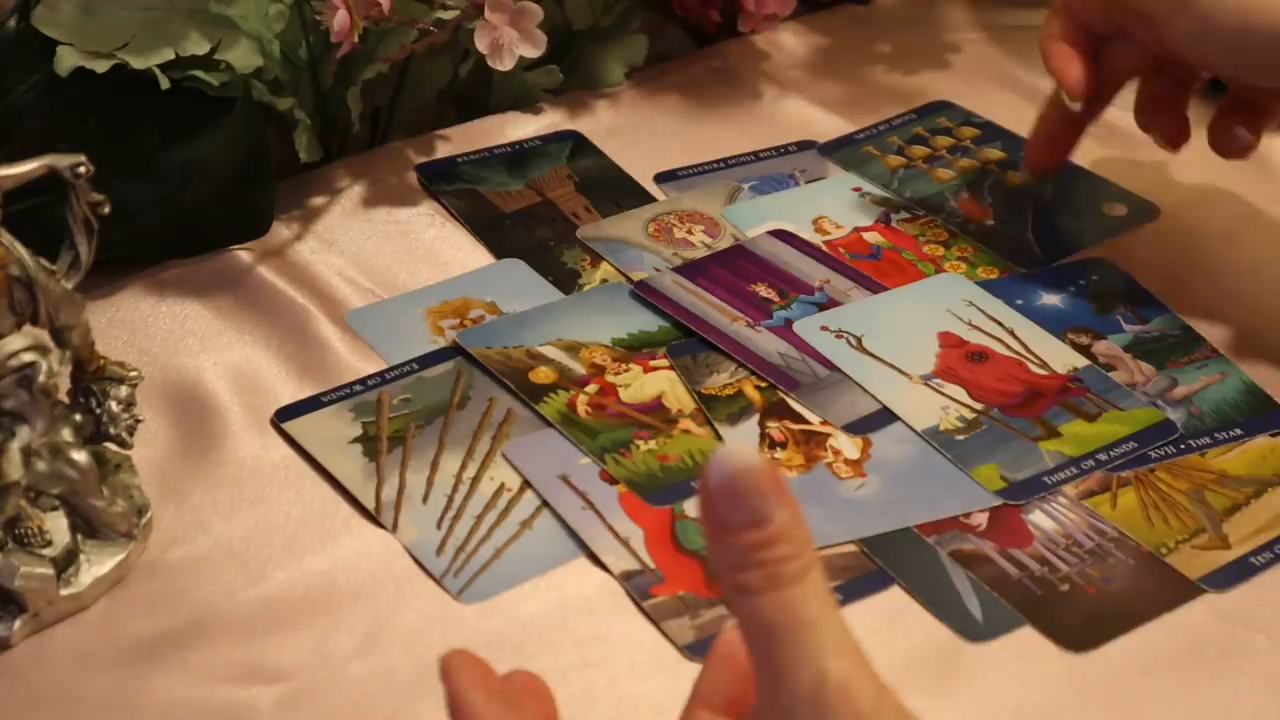 XVI • THE TOWER
II • THE HIGH PRIESTESS
EIGHT OF CUPS
EIGHT OF WANDS
THREE OF WANDS
XVII • THE STAR
TEN O